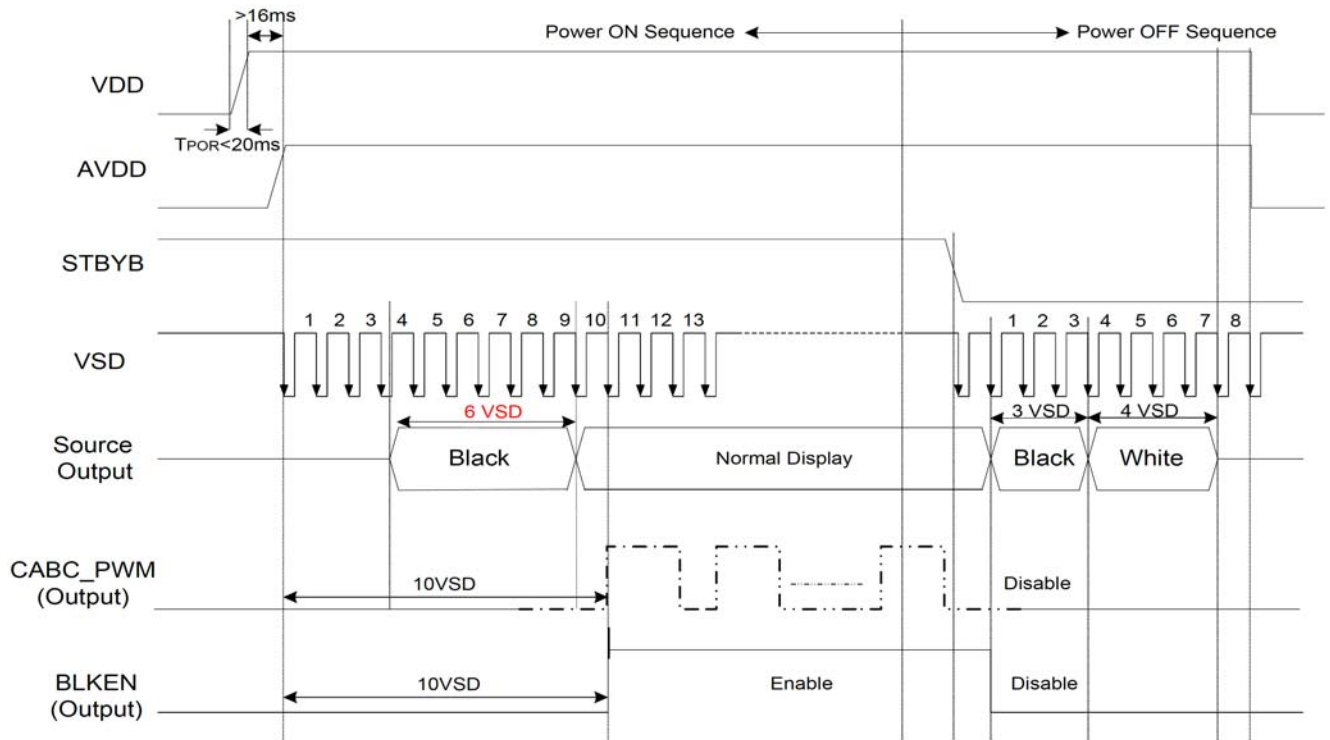 >16ms
Power ON Sequence
Power OFF Sequence
VDD
TPOR<20ms
AVDD
STBYB
1 2 3 4 5 6 7 8 9 10 11 12 13
1 2 3 4 5 6 7 8
VSD
6 VSD
3 VSD
4 VSD
Source
Output
Black
Normal Display
Black
White
CABC_PWM
(Output)
10VSD
Disable
BLKEN
(Output)
10VSD
Enable
Disable